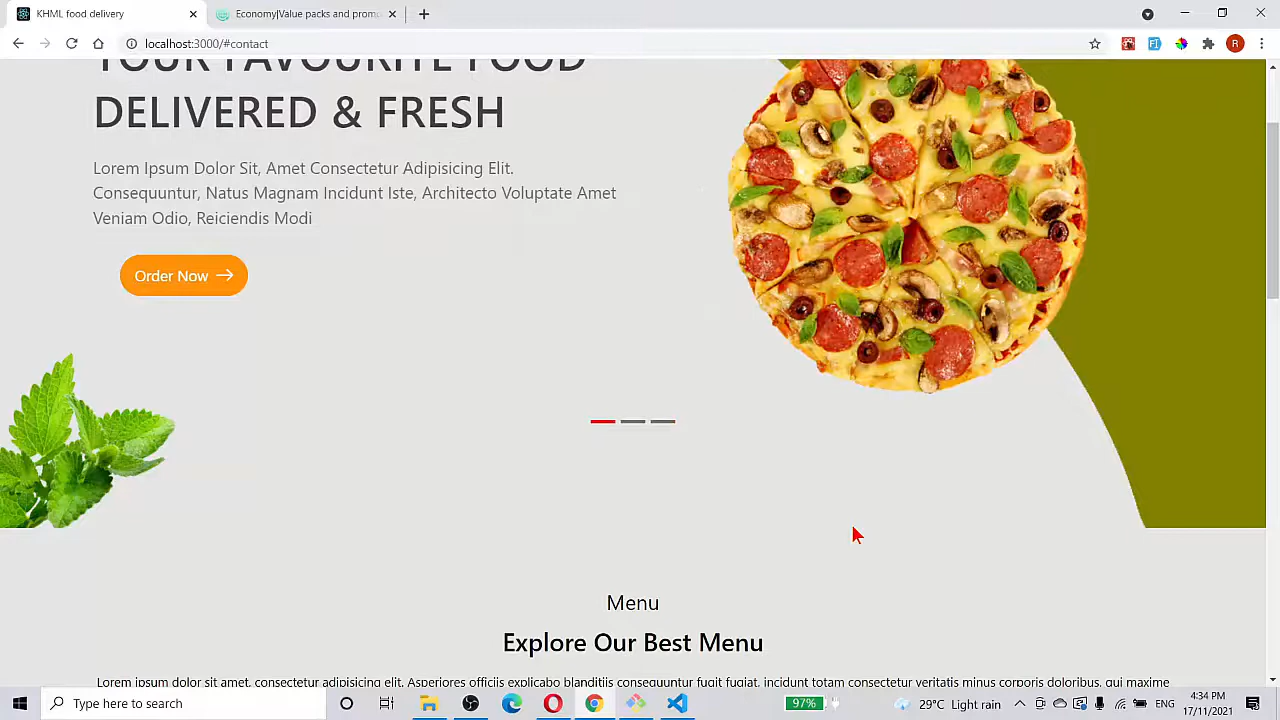 KHML food delivery
Economy|Value packs and prom
localhost:3000/#contact
R
YOUR FAVOURITE FOOD
DELIVERED & FRESH
Lorem Ipsum Dolor Sit, Amet Consectetur Adipisicing Elit.
Consequuntur, Natus Magnam Incidunt Iste, Architecto Voluptate Amet
Veniam Odio, Reiciendis Modi
Order Now
Menu
Explore Our Best Menu
Lorem ipsum dolor sit amet, consectetur adipisicing elit. Asperiores officiis explicabo blanditiis consequuntur fugit fugiat, incidunt totam consectetur veritatis minus corporis doloribus, qui maxime
Type here to search
97%
29°C Light rain
ENG
4:34 PM
17/11/2021